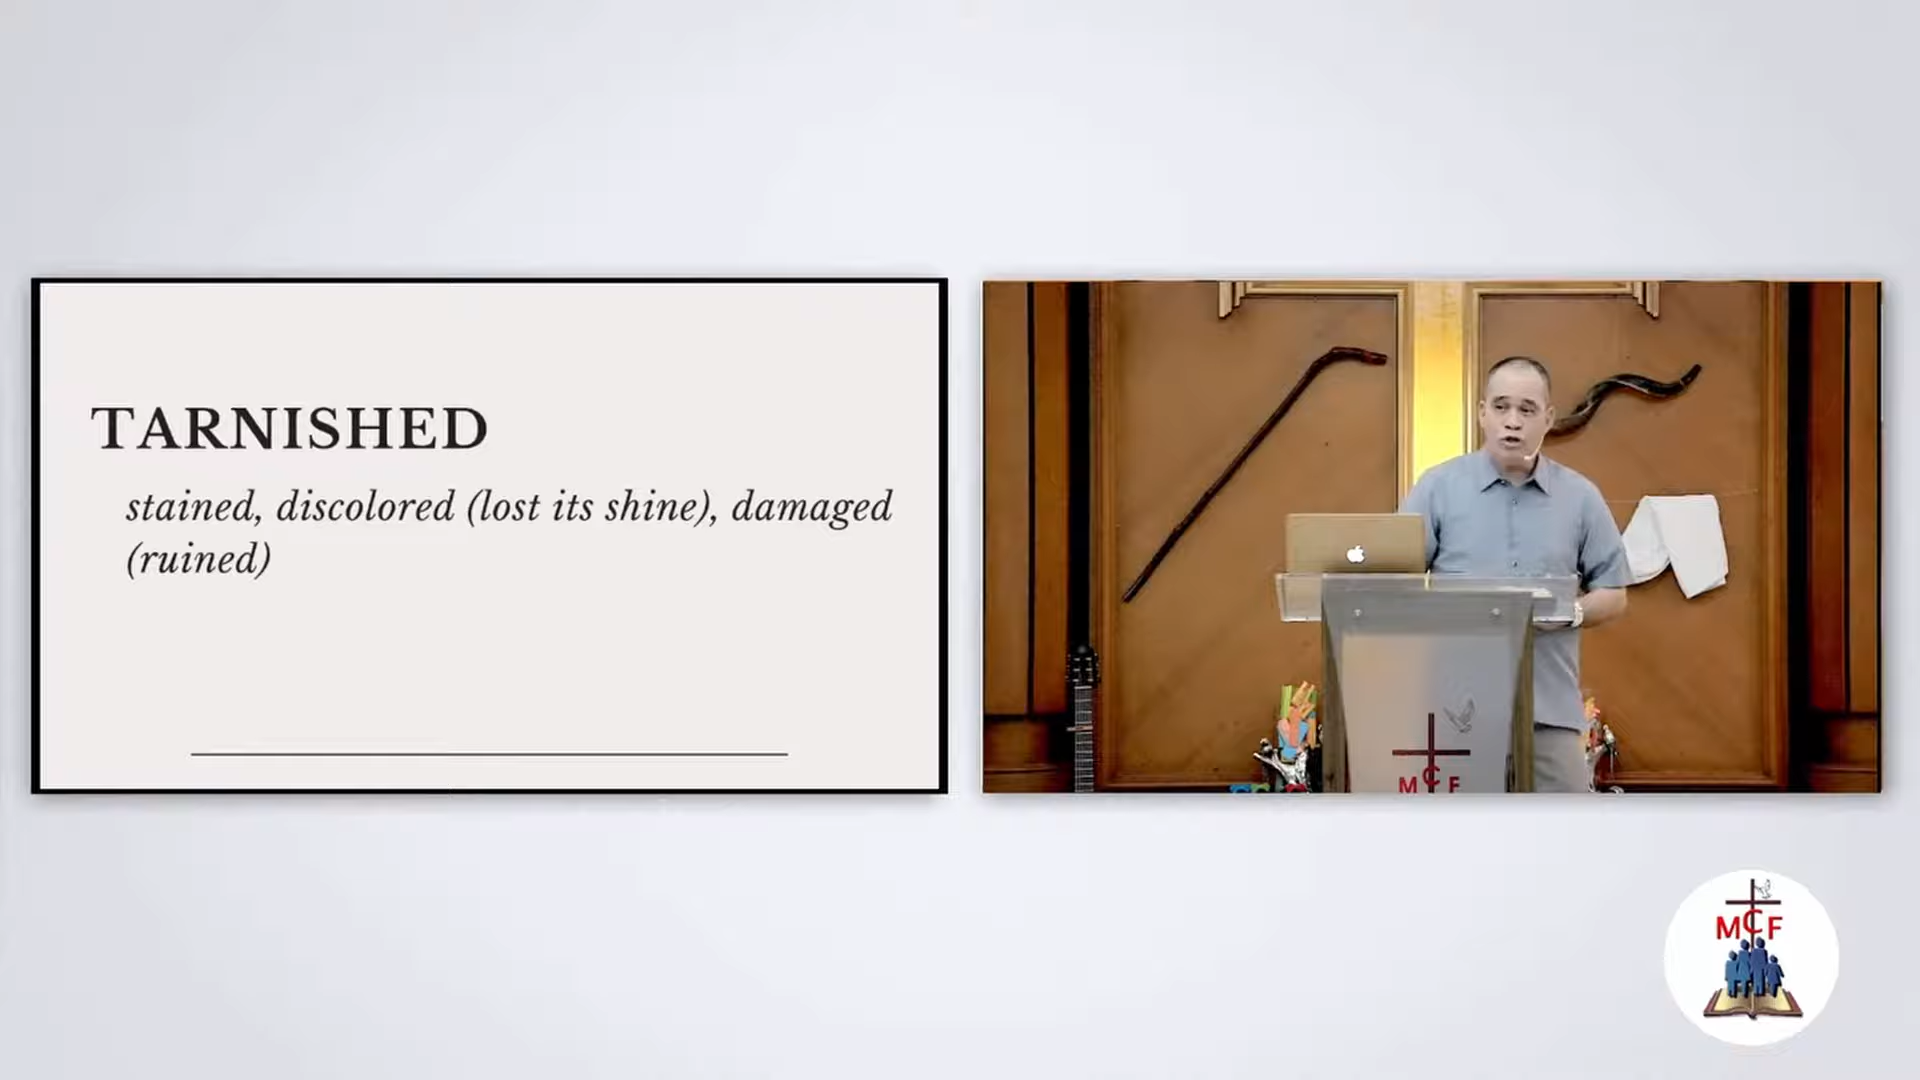 TARNISHED
stained, discolored (lost its shine), damaged
(ruined)
MCF
MCF